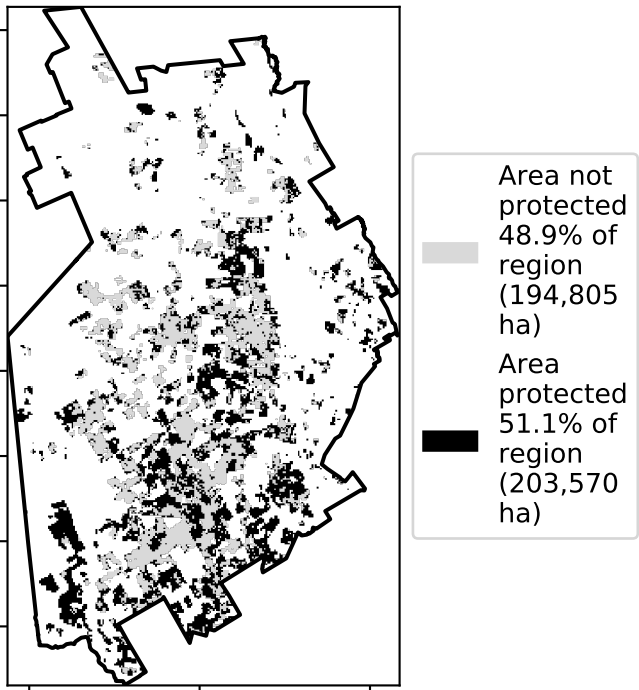 Area not
protected
48.9% of
region
(194,805
ha)
Area
protected
51.1% of
region
(203,570
ha)